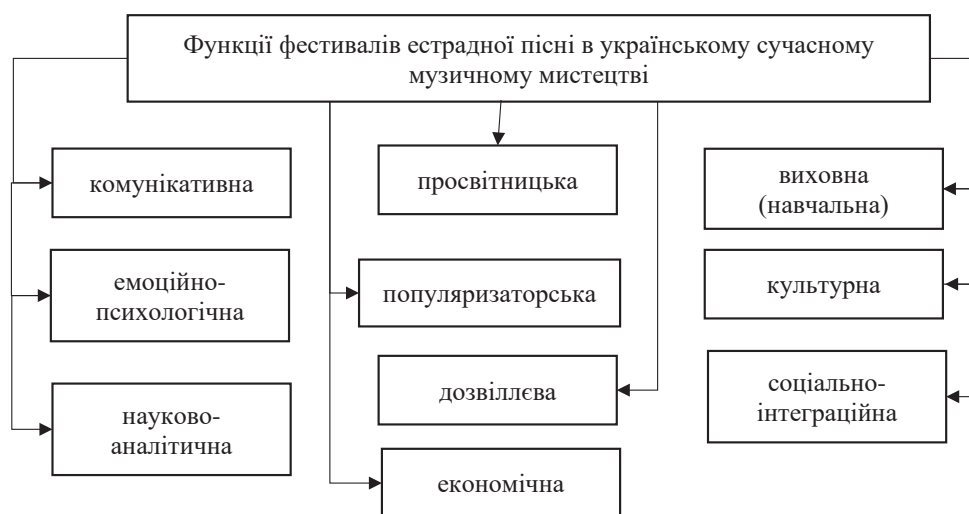 Функції фестивалів естрадної пісні в українському сучасному
музичному мистецтві
комунікативна
емоційно-
психологічна
науково-
аналітична
просвітницька
популяризаторська
дозвіллєва
економічна
виховна
(навчальна)
культурна
соціально-
інтеграційна